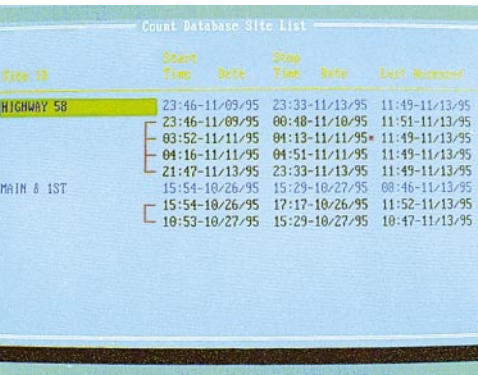 Count Database Site List
Start Stop
Site ID Time Date Time Date Last Accessed
HIGHWAY 58 23:46-11/09/95 23:33-11/13/95 11:49-11/13/95
23:46-11/09/95 00:48-11/10/95 11:51-11/13/95
03:52-11/11/95 04:13-11/11/95* 11:49-11/13/95
04:16-11/11/95 04:51-11/11/95 11:49-11/13/95
21:47-11/13/95 23:33-11/13/95 11:49-11/13/95
MAIN & 1ST 15:54-10/26/95 15:29-10/27/95 08:46-11/13/95
15:54-10/26/95 17:17-10/26/95 11:52-11/13/95
10:53-10/27/95 15:29-10/27/95 10:47-11/13/95